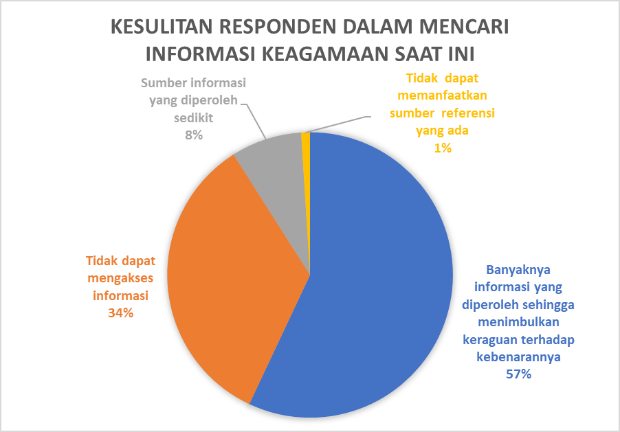 KESULITAN RESPONDEN DALAM MENCARI
INFORMASI KEAGAMAAN SAAT INI
Sumber informasi
yang diperoleh
sedikit
8%
Tidak dapat
memanfaatkan
sumber referensi
yang ada
1%
Tidak dapat
mengakses
informasi
34%
Banyaknya
informasi yang
diperoleh sehingga
menimbulkan
keraguan terhadap
kebenarannya
57%